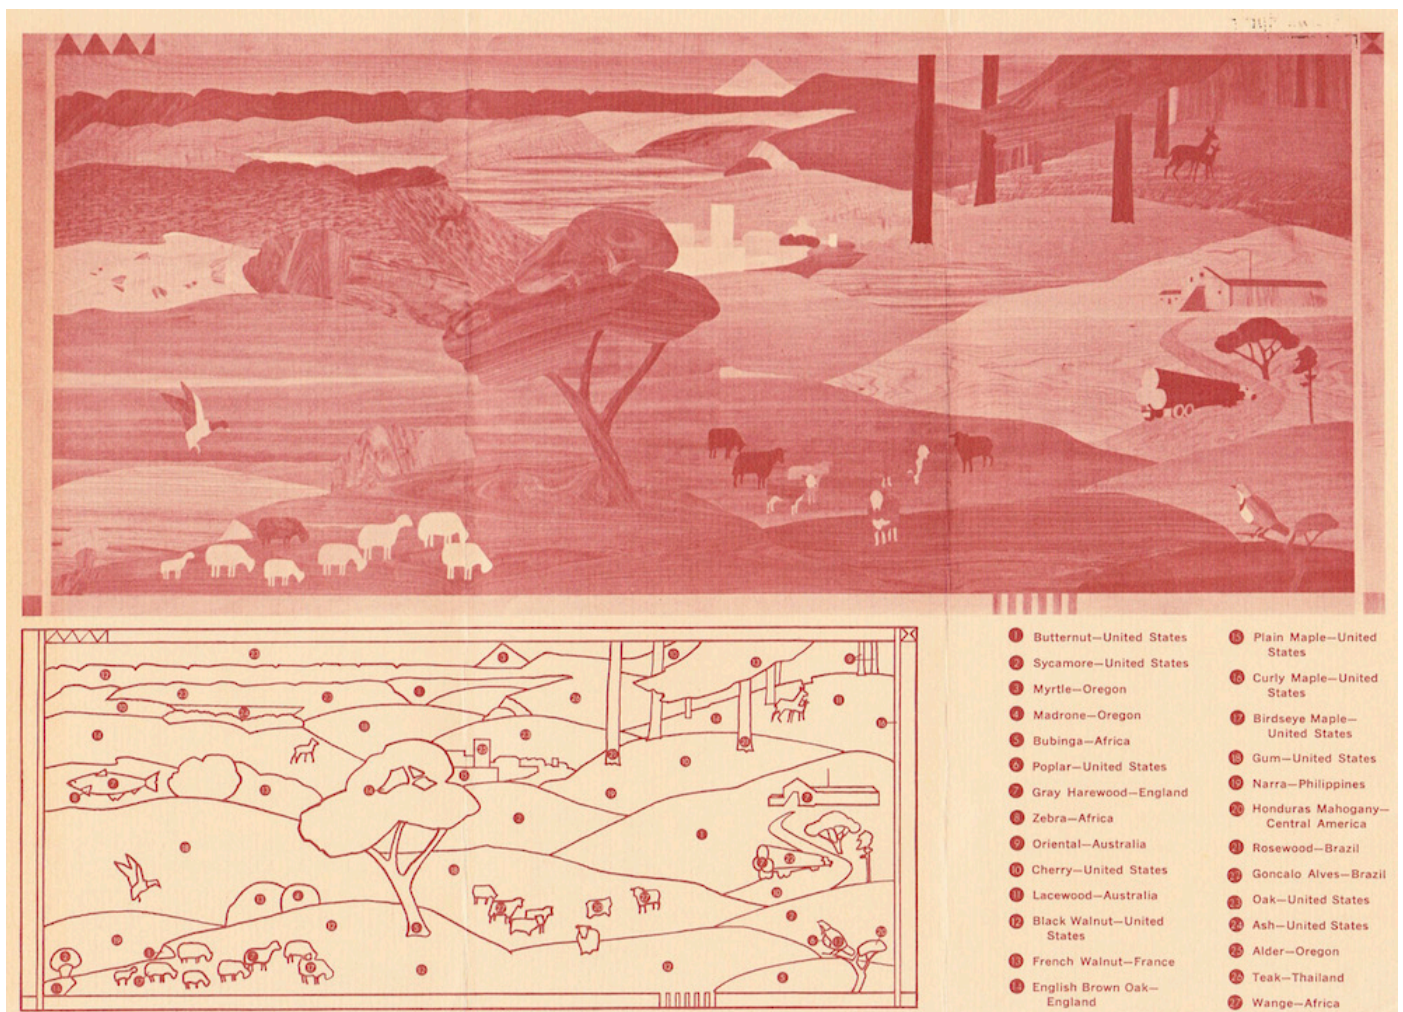 1 Butternut—United States
2 Sycamore—United States
3 Myrtle—Oregon
4 Madrone—Oregon
5 Bubinga—Africa
6 Poplar—United States
7 Gray Harewood—England
8 Zebra—Africa
9 Oriental—Australia
10 Cherry—United States
11 Lacewood—Australia
12 Black Walnut—United
States
13 French Walnut—France
14 English Brown Oak—
England
15 Plain Maple—United
States
16 Curly Maple—United
States
17 Birdseye Maple—
United States
18 Gum—United States
19 Narra—Philippines
20 Honduras Mahogany—
Central America
21 Rosewood—Brazil
22 Goncalo Alves—Brazil
23 Oak—United States
24 Ash—United States
25 Alder—Oregon
26 Teak—Thailand
27 Wange—Africa